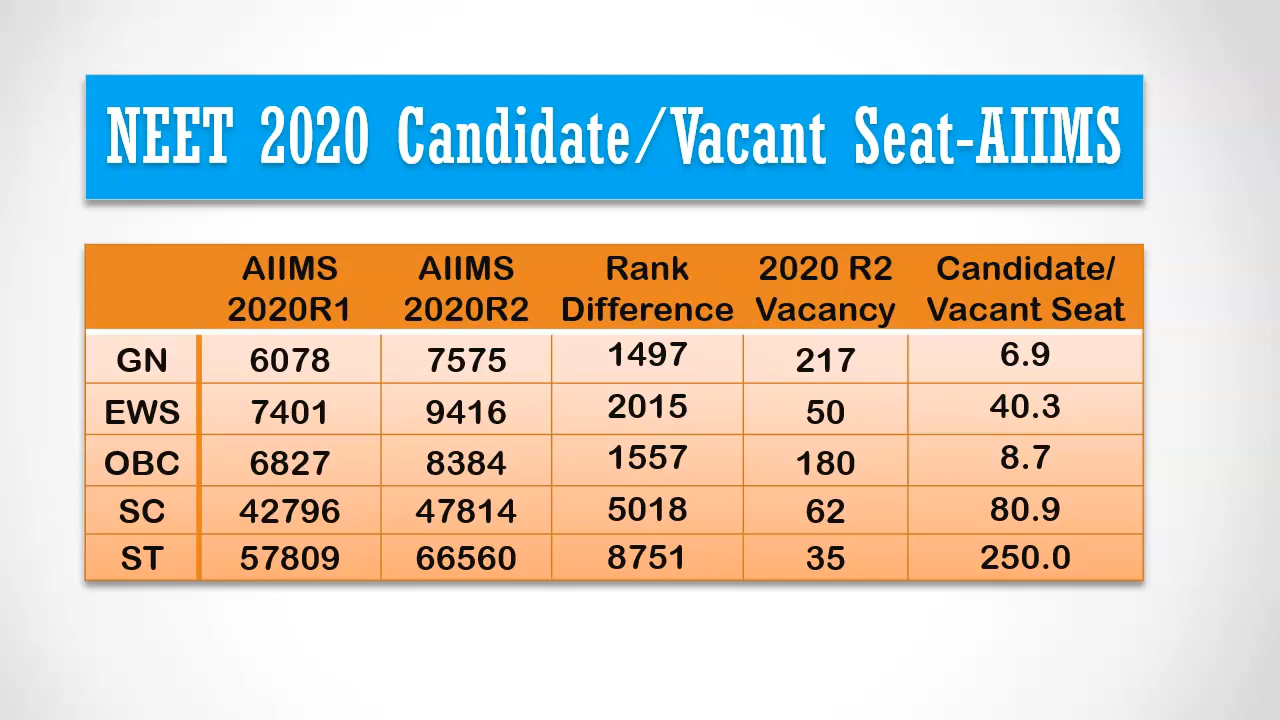 NEET 2020 Candidate/Vacant Seat-AIIMS
AIIMS 2020R1 AIIMS 2020R2 Rank Difference 2020 R2 Vacancy Candidate/ Vacant Seat
GN 6078 7575 1497 217 6.9
EWS 7401 9416 2015 50 40.3
OBC 6827 8384 1557 180 8.7
SC 42796 47814 5018 62 80.9
ST 57809 66560 8751 35 250.0